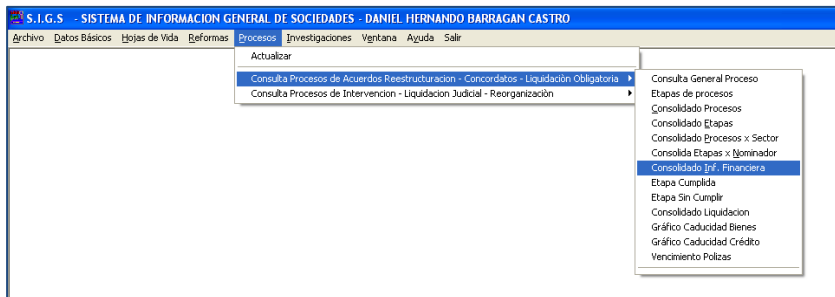 S.I.G.S - SISTEMA DE INFORMACION GENERAL DE SOCIEDADES - DANIEL HERNANDO BARRAGAN CASTRO
Archivo Datos Básicos Hojas de Vida Reformas Procesos Investigaciones Ventana Ayuda Salir
Actualizar
Consulta Procesos de Acuerdos Reestructuracion - Concordatos - Liquidaciòn Obligatoria
Consulta Procesos de Intervencion - Liquidacion Judicial - Reorganizaciòn
Consulta General Proceso
Etapas de procesos
Consolidado Procesos
Consolidado Etapas
Consolidado Procesos x Sector
Consolida Etapas x Nominador
Consolidado Inf. Financiera
Etapa Cumplida
Etapa Sin Cumplir
Consolidado Liquidacion
Gráfico Caducidad Bienes
Gráfico Caducidad Crédito
Vencimiento Polizas